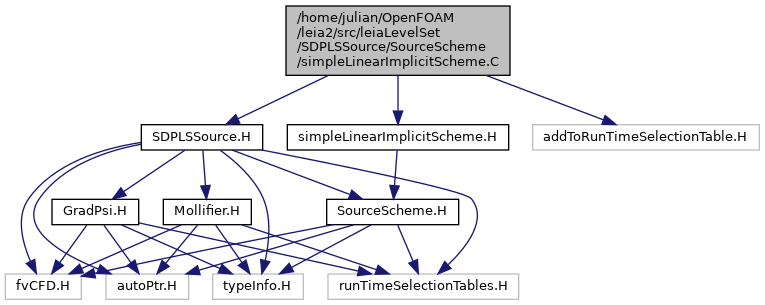 /home/julian/OpenFOAM
/leia2/src/leiaLevelSet
/SDPLSSource/SourceScheme
/simpleLinearImplicitScheme.C
SDPLSSource.H
simpleLinearImplicitScheme.H
addToRunTimeSelectionTable.H
GradPsi.H
Mollifier.H
SourceScheme.H
fvCFD.H
autoPtr.H
typeInfo.H
runTimeSelectionTables.H